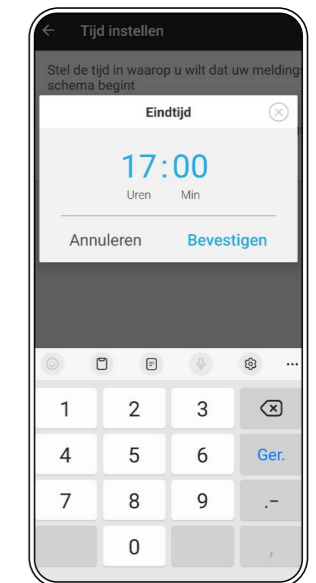 Tijd instellen
Stel de tijd in waarop u wilt dat uw melding
schema begint
Eindtijd
17:00
Uren Min
Annuleren Bevestigen
1 2 3
4 5 6 Ger.
7 8 9 .-
0 ,